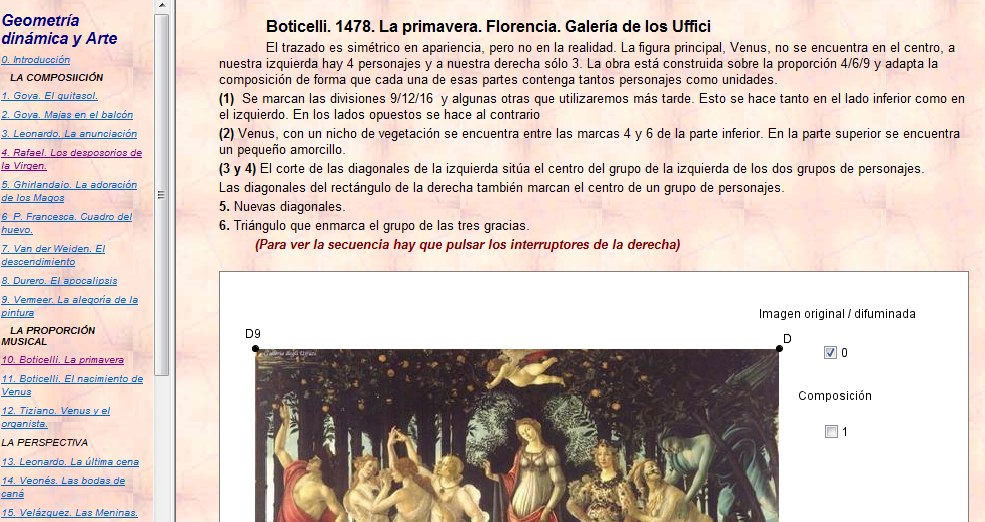 Geometría
dinámica y Arte
0. Introducción
LA COMPOSIICIÓN
1. Goya. El quitasol.
2. Goya. Majas en el balcón
3. Leonardo. La anunciación
4. Rafael. Los desposorios de
la Virgen.
5. Ghirlandaio. La adoración
de los Magos
6 P. Francesca. Cuadro del
huevo.
7. Van der Weiden. El
descendimiento
8. Durero. El apocalipsis
9. Vermeer. La alegoría de la
pintura
LA PROPORCIÓN
MUSICAL
10. Boticelli. La primavera
11. Boticelli. El nacimiento de
Venus
12. Tiziano. Venus y el
organista.
LA PERSPECTIVA
13. Leonardo. La última cena
14. Veonés. Las bodas de
caná
15. Velázquez. Las Meninas.
Boticelli. 1478. La primavera. Florencia. Galería de los Uffici
El trazado es simétrico en apariencia, pero no en la realidad. La figura principal, Venus, no se encuentra en el centro, a
nuestra izquierda hay 4 personajes y a nuestra derecha sólo 3. La obra está construida sobre la proporción 4/6/9 y adapta la
composición de forma que cada una de esas partes contenga tantos personajes como unidades.
(1) Se marcan las divisiones 9/12/16 y algunas otras que utilizaremos más tarde. Esto se hace tanto en el lado inferior como en
el izquierdo. En los lados opuestos se hace al contrario
(2) Venus, con un nicho de vegetación se encuentra entre las marcas 4 y 6 de la parte inferior. En la parte superior se encuentra
un pequeño amorcillo.
(3 y 4) El corte de las diagonales de la izquierda sitúa el centro del grupo de la izquierda de los dos grupos de personajes.
Las diagonales del rectángulo de la derecha también marcan el centro de un grupo de personajes.
5. Nuevas diagonales.
6. Triángulo que enmarca el grupo de las tres gracias.
(Para ver la secuencia hay que pulsar los interruptores de la derecha)
Imagen original / difuminada
D9
D
0
Composición
1